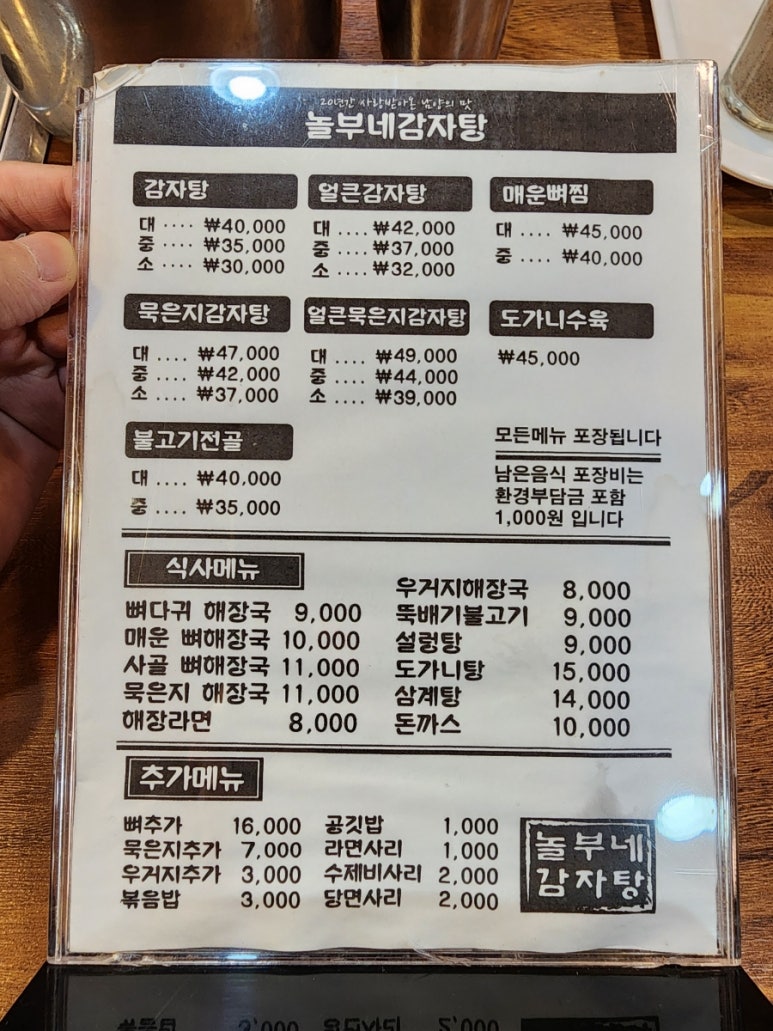 20년간 사랑받아온 남양의 맛
놀부네감자탕
감자탕
대 .... ₩40,000
중 .... ₩35,000
소 .... ₩30,000
얼큰감자탕
대 .... ₩42,000
중 .... ₩37,000
소 .... ₩32,000
매운뼈찜
대 .... ₩45,000
중 .... ₩40,000
묵은지감자탕
대 .... ₩47,000
중 .... ₩42,000
소 .... ₩37,000
얼큰묵은지감자탕
대 .... ₩49,000
중 .... ₩44,000
소 .... ₩39,000
도가니수육
₩45,000
불고기전골
대 .... ₩40,000
중 .... ₩35,000
모든메뉴 포장됩니다
남은음식 포장비는
환경부담금 포함
1,000원 입니다
식사메뉴
뼈다귀 해장국 9,000
매운 뼈해장국 10,000
사골 뼈해장국 11,000
묵은지 해장국 11,000
해장라면 8,000
우거지해장국 8,000
뚝배기불고기 9,000
설렁탕 9,000
도가니탕 15,000
삼계탕 14,000
돈까스 10,000
추가메뉴
뼈추가 16,000
묵은지추가 7,000
우거지추가 3,000
볶음밥 3,000
공깃밥 1,000
라면사리 1,000
수제비사리 2,000
당면사리 2,000
놀부네
감자탕